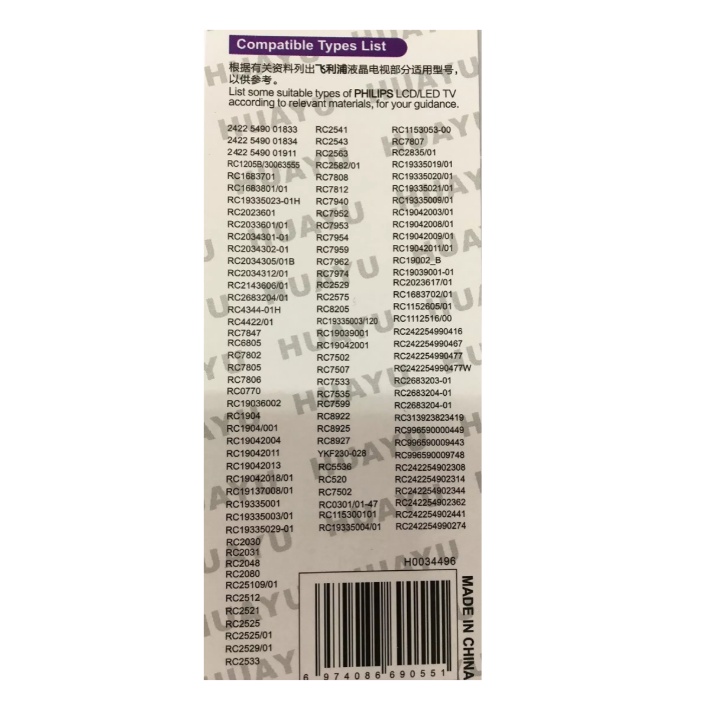 Compatible Types List
根据有关资料列出飞利浦液晶电视部分适用型号，
以供参考。
List some suitable types of PHILIPS LCD/LED TV
according to relevant materials, for your guidance.
2422 5490 01833
2422 5490 01834
2422 5490 01911
RC1205B/30063555
RC1683701
RC1683801/01
RC19335023-01H
RC2023601
RC2033601/01
RC2034301-01
RC2034302-01
RC2034305/01B
RC2034312/01
RC2143606/01
RC2683204/01
RC4344-01H
RC4422/01
RC7847
RC6805
RC7802
RC7805
RC7806
RC0770
RC19036002
RC1904
RC1904/001
RC19042004
RC19042011
RC19042013
RC19042018/01
RC19137008/01
RC19335001
RC19335003/01
RC19335029-01
RC2030
RC2031
RC2048
RC2080
RC25109/01
RC2512
RC2521
RC2525
RC2525/01
RC2529/01
RC2533
RC2541
RC2543
RC2563
RC2582/01
RC7808
RC7812
RC7940
RC7952
RC7953
RC7954
RC7959
RC7962
RC7974
RC2529
RC2575
RC8205
RC19335003/120
RC19039001
RC19042001
RC7502
RC7507
RC7533
RC7535
RC7599
RC8922
RC8925
RC8927
YKF230-028
RC5536
RC520
RC7502
RC0301/01-47
RC115300101
RC19335004/01
RC1153053-00
RC7807
RC2835/01
RC19335019/01
RC19335020/01
RC19335021/01
RC19335009/01
RC19042003/01
RC19042008/01
RC19042009/01
RC19042011/01
RC19002_B
RC19039001-01
RC2023617/01
RC1683702/01
RC1152605/01
RC1112516/00
RC242254990416
RC242254990467
RC242254990477
RC242254990477W
RC2683203-01
RC2683204-01
RC2683204-01
RC313923823419
RC996590000449
RC996590009443
RC996590009748
RC242254902308
RC242254902314
RC242254902344
RC242254902362
RC242254902441
RC242254990274
H0034496
6 974086 690551
MADE IN CHINA